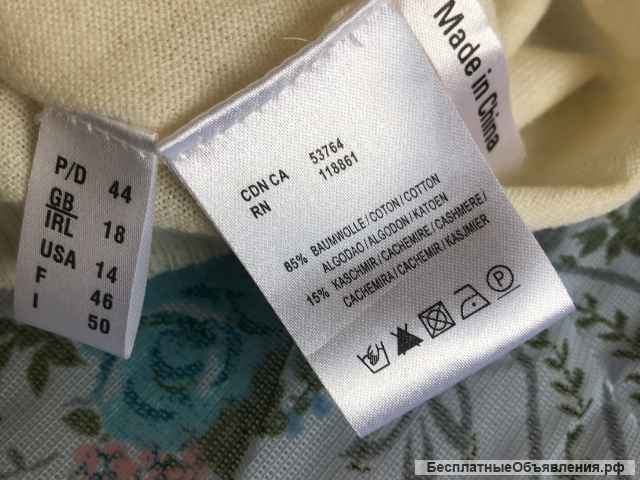 P/D 44
GB
IRL 18
USA 14
F 46
I 50
CDN CA 53764
RN 118861
85% BAUMWOLLE / COTON / COTTON
ALGODAO / ALGODON / KATOEN
15% KASCHMIR / CACHEMIRE / CASHMERE /
CACHEMIRA / CACHEMIR / KASJMIER
P
Made in China
БесплатныеОбъявления.рф